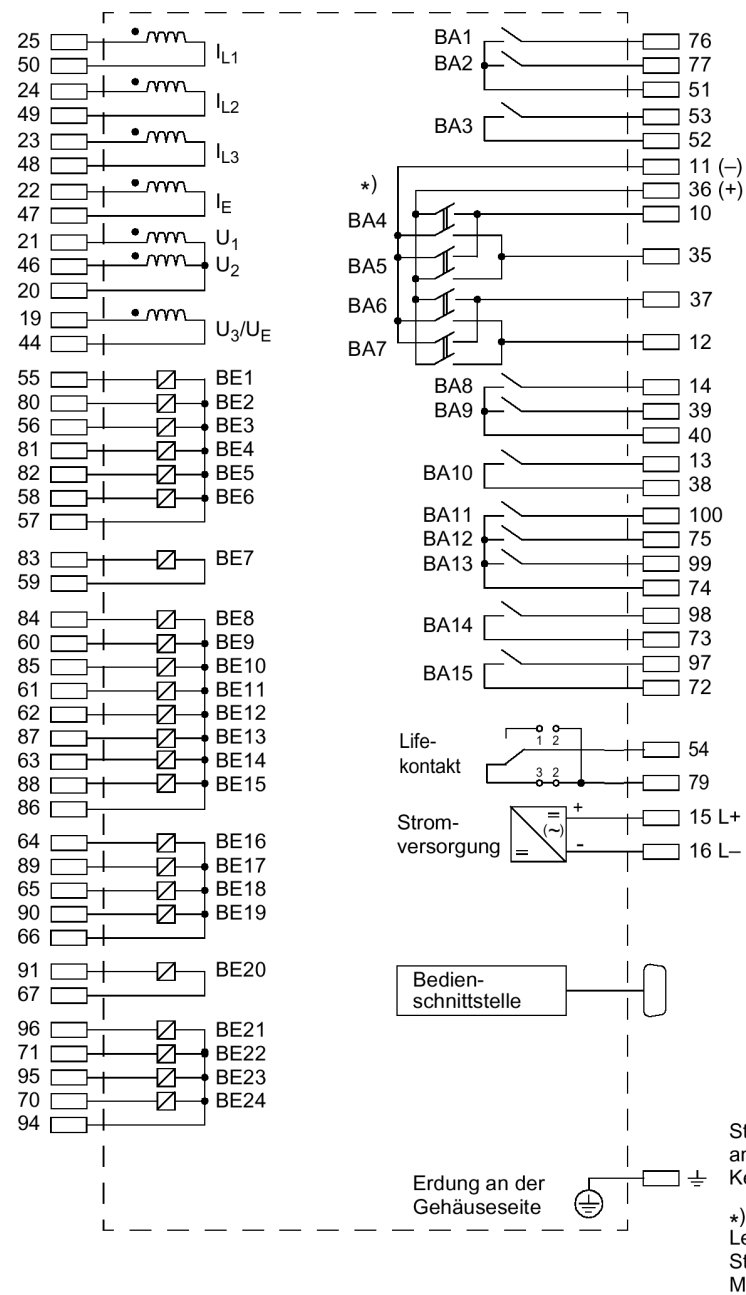 25
50
I L1
24
49
I L2
23
48
I L3
22
47
I E
21
U1
46
U2
20
19
44
U3/UE
55 BE1
80 BE2
56 BE3
81 BE4
82 BE5
58 BE6
57
83 BE7
59
84 BE8
60 BE9
85 BE10
61 BE11
62 BE12
87 BE13
63 BE14
88 BE15
86
64 BE16
89 BE17
65 BE18
90 BE19
66
91 BE20
67
96 BE21
71 BE22
95 BE23
70 BE24
94
BA1 76
BA2 77
51
53
BA3
52
11 (–)
*) 36 (+)
BA4 10
BA5 35
BA6 37
BA7 12
BA8 14
BA9 39
40
13
BA10
38
BA11 100
BA12 75
BA13 99
74
98
BA14
73
97
BA15
72
Life-
kontakt
1 2
3 2
54
79
Strom-
versorgung
=
(~)
=
+
-
15 L+
16 L–
Bedien-
schnittstelle
Erdung an der
Gehäuseseite
*)